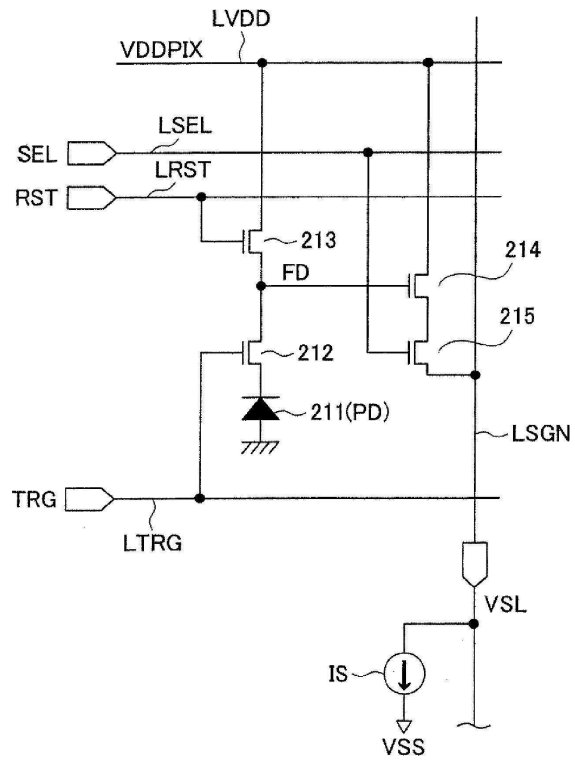 LVDD
VDDPIX
LSEL
SEL
LRST
RST
213
FD
214
215
212
211(PD)
LSGN
TRG
LTRG
VSL
IS
VSS